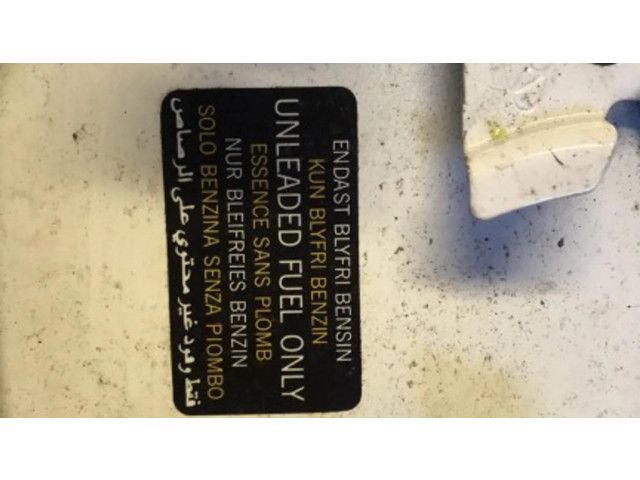 ENDAST BLYFRI BENSIN
KUN BLYFRI BENZIN
UNLEADED FUEL ONLY
ESSENCE SANS PLOMB
NUR BLEIFREIES BENZIN
SOLO BENZINA SENZA PIOMBO
فقط وقود غير محتوي على الرصاص